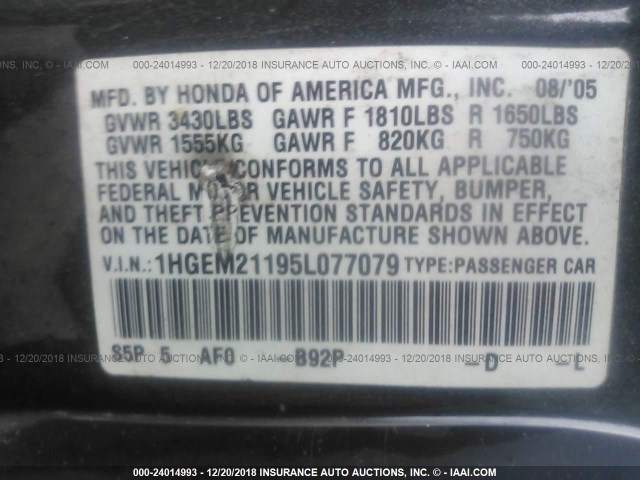 000-24014993 - 12/20/2018 INSURANCE AUTO AUCTIONS, INC. - © IAAI.COM
MFD. BY HONDA OF AMERICA MFG., INC. 08/'05
GVWR 3430LBS GAWR F 1810LBS R 1650LBS
GVWR 1555KG GAWR F 820KG R 750KG
THIS VEHICLE CONFORMS TO ALL APPLICABLE
FEDERAL MOTOR VEHICLE SAFETY, BUMPER,
AND THEFT PREVENTION STANDARDS IN EFFECT
ON THE DATE OF MANUFACTURE SHOWN ABOVE.
V.I.N.: 1HGEM21195L077079 TYPE:PASSENGER CAR
S5P 5 AF0 B92P -D -L
000-24014993 - 12/20/2018 INSURANCE AUTO AUCTIONS, INC. - © IAAI.COM